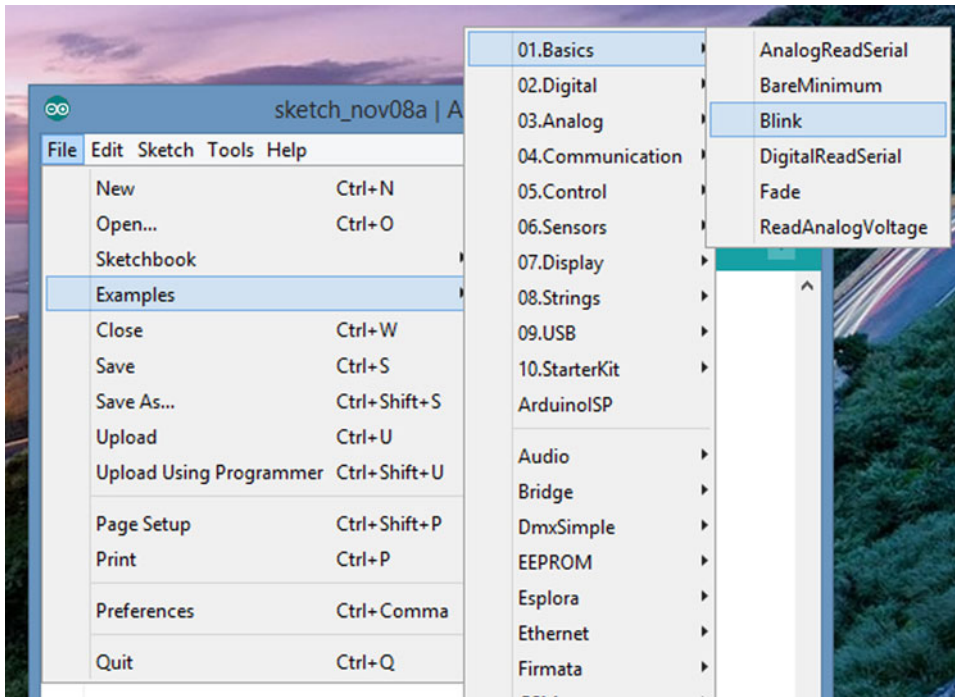 sketch_nov08a | A
File Edit Sketch Tools Help
New Ctrl+N
Open... Ctrl+O
Sketchbook
Examples
Close Ctrl+W
Save Ctrl+S
Save As... Ctrl+Shift+S
Upload Ctrl+U
Upload Using Programmer Ctrl+Shift+U
Page Setup Ctrl+Shift+P
Print Ctrl+P
Preferences Ctrl+Comma
Quit Ctrl+Q
01.Basics
02.Digital
03.Analog
04.Communication
05.Control
06.Sensors
07.Display
08.Strings
09.USB
10.StarterKit
ArduinoISP
Audio
Bridge
DmxSimple
EEPROM
Esplora
Ethernet
Firmata
AnalogReadSerial
BareMinimum
Blink
DigitalReadSerial
Fade
ReadAnalogVoltage